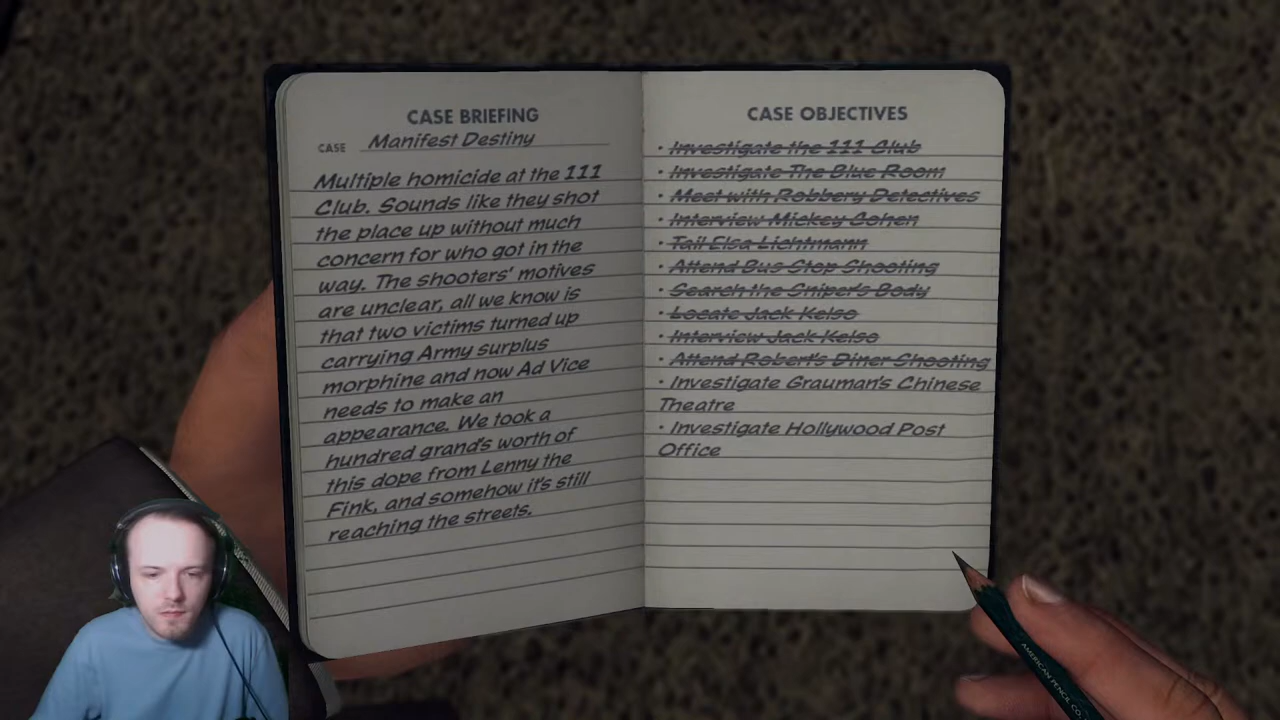 CASE BRIEFING
CASE Manifest Destiny
Multiple homicide at the 111
Club. Sounds like they shot
the place up without much
concern for who got in the
way. The shooters' motives
are unclear, all we know is
that two victims turned up
carrying Army surplus
morphine and now Ad Vice
needs to make an
appearance. We took a
hundred grand's worth of
this dope from Lenny the
Fink, and somehow it's still
reaching the streets.
CASE OBJECTIVES
• Investigate the 111 Club
• Investigate The Blue Room
• Meet with Robbery Detectives
• Interview Mickey Cohen
• Tail Elsa Lichtmann
• Attend Bus Stop Shooting
• Search the Sniper's Body
• Locate Jack Kelso
• Interview Jack Kelso
• Attend Robert's Diner Shooting
• Investigate Grauman's Chinese
Theatre
• Investigate Hollywood Post
Office
AMERICAN PENCIL CO.